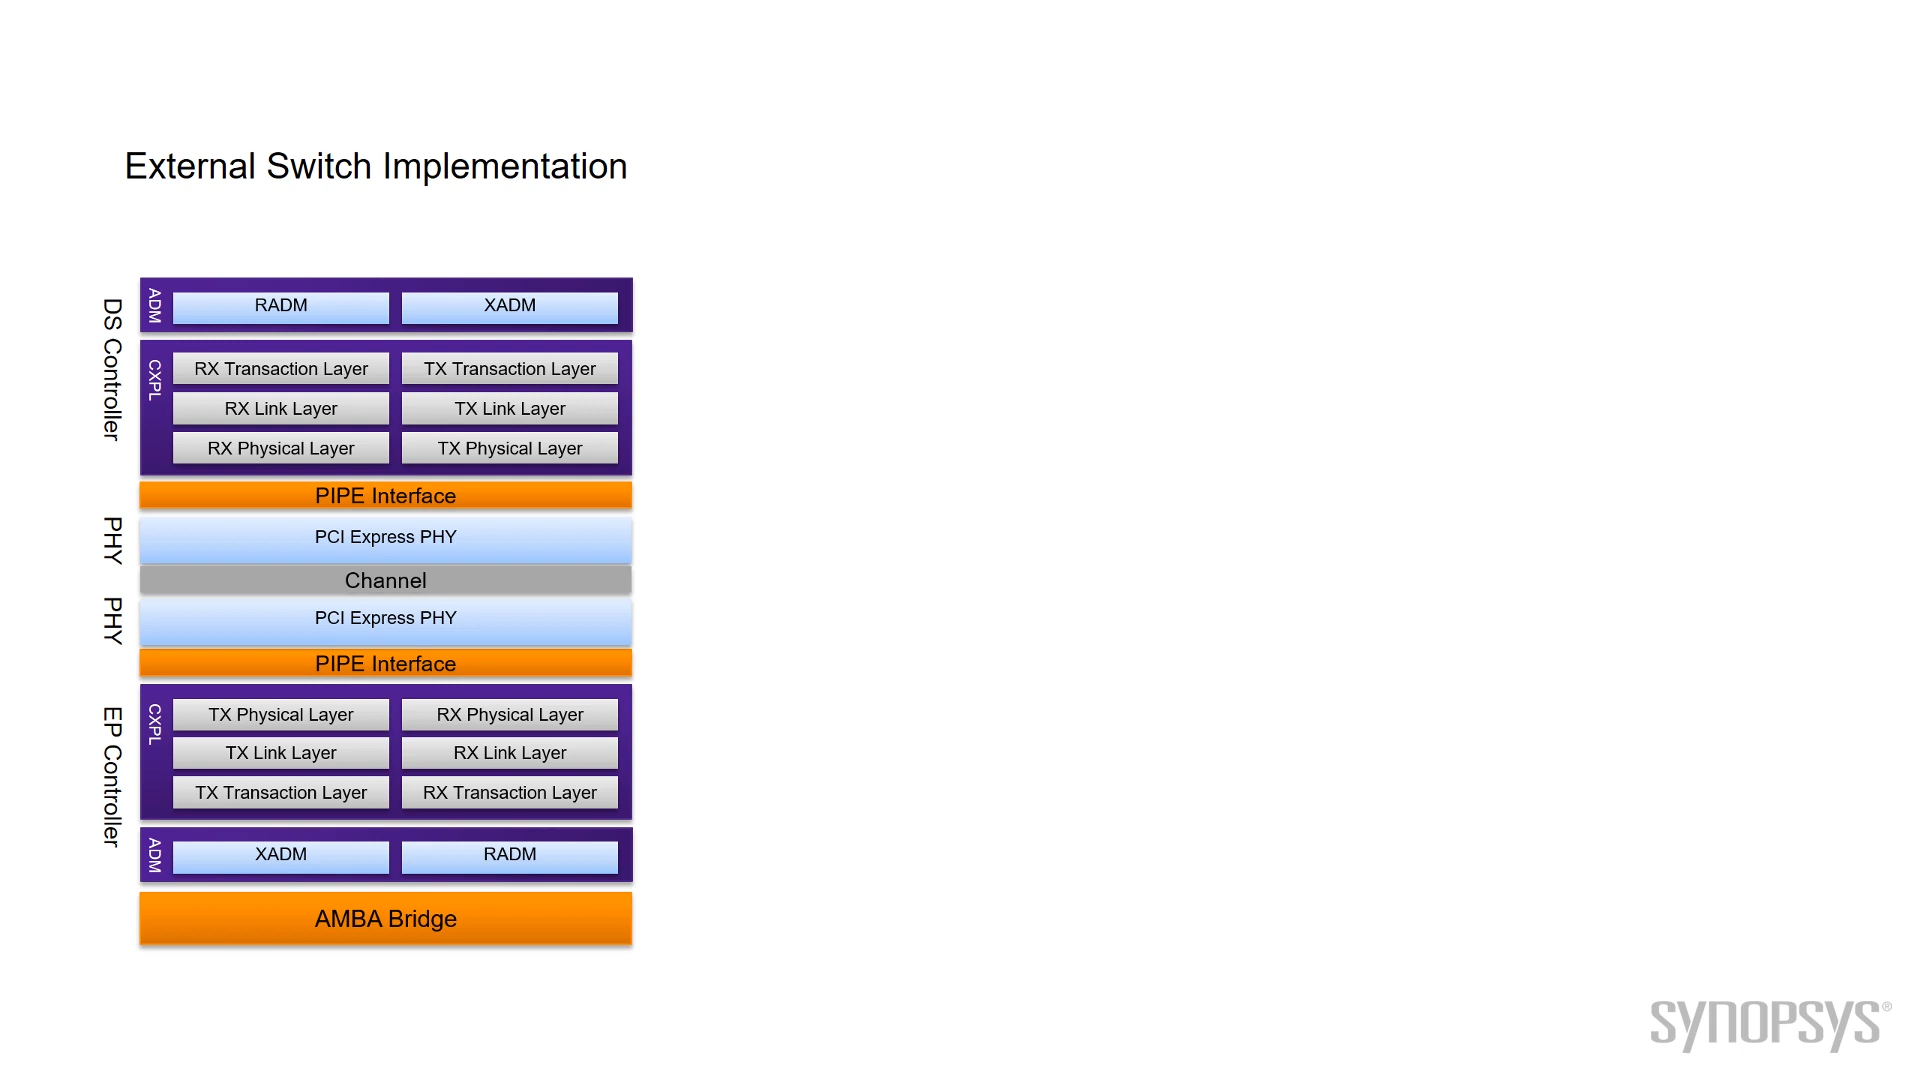 External Switch Implementation
DS Controller
ADM
RADM
XADM
CXPL
RX Transaction Layer
TX Transaction Layer
RX Link Layer
TX Link Layer
RX Physical Layer
TX Physical Layer
PIPE Interface
PHY
PCI Express PHY
Channel
PHY
PCI Express PHY
PIPE Interface
EP Controller
CXPL
TX Physical Layer
RX Physical Layer
TX Link Layer
RX Link Layer
TX Transaction Layer
RX Transaction Layer
ADM
XADM
RADM
AMBA Bridge
SYNOPSYS®